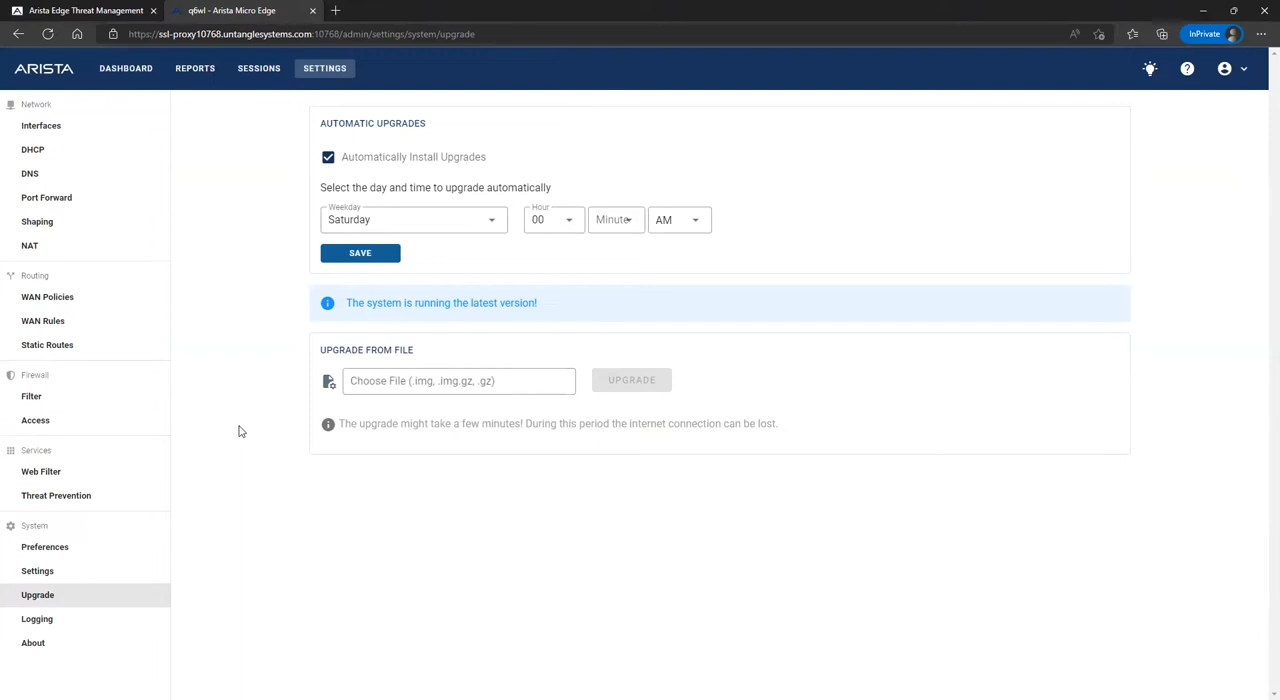 Arista Edge Threat Management
q6wl - Arista Micro Edge
https://ssl-proxy10768.untanglesystems.com:10768/admin/settings/system/upgrade
InPrivate
ARISTA
DASHBOARD
REPORTS
SESSIONS
SETTINGS
Network
Interfaces
DHCP
DNS
Port Forward
Shaping
NAT
Routing
WAN Policies
WAN Rules
Static Routes
Firewall
Filter
Access
Services
Web Filter
Threat Prevention
System
Preferences
Settings
Upgrade
Logging
About
AUTOMATIC UPGRADES
Automatically Install Upgrades
Select the day and time to upgrade automatically
Weekday
Saturday
Hour
00
Minute
AM
SAVE
The system is running the latest version!
UPGRADE FROM FILE
Choose File (.img, .img.gz, .gz)
UPGRADE
The upgrade might take a few minutes! During this period the internet connection can be lost.